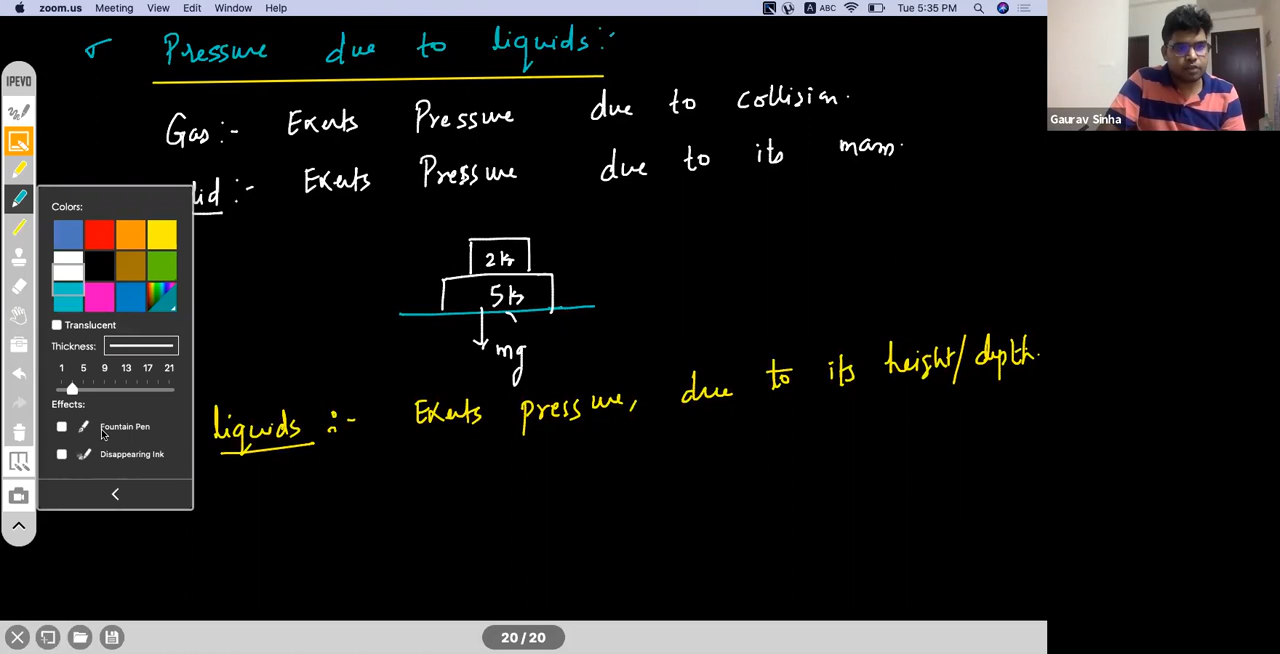 zoom.us Meeting View Edit Window Help A ABC Tue 5:35 PM
Pressure due to liquids:-
IPEVO
Gas:- Exerts Pressure due to collision.
Gaurav Sinha
lid :- Exerts Pressure due to its mass.
Colors:
2 kg
5 kg
Translucent
Thickness:
mg
1 5 9 13 17 21
liquids :- Exerts pressure, due to its height/depth.
Effects:
Fountain Pen
Disappearing Ink
20 / 20